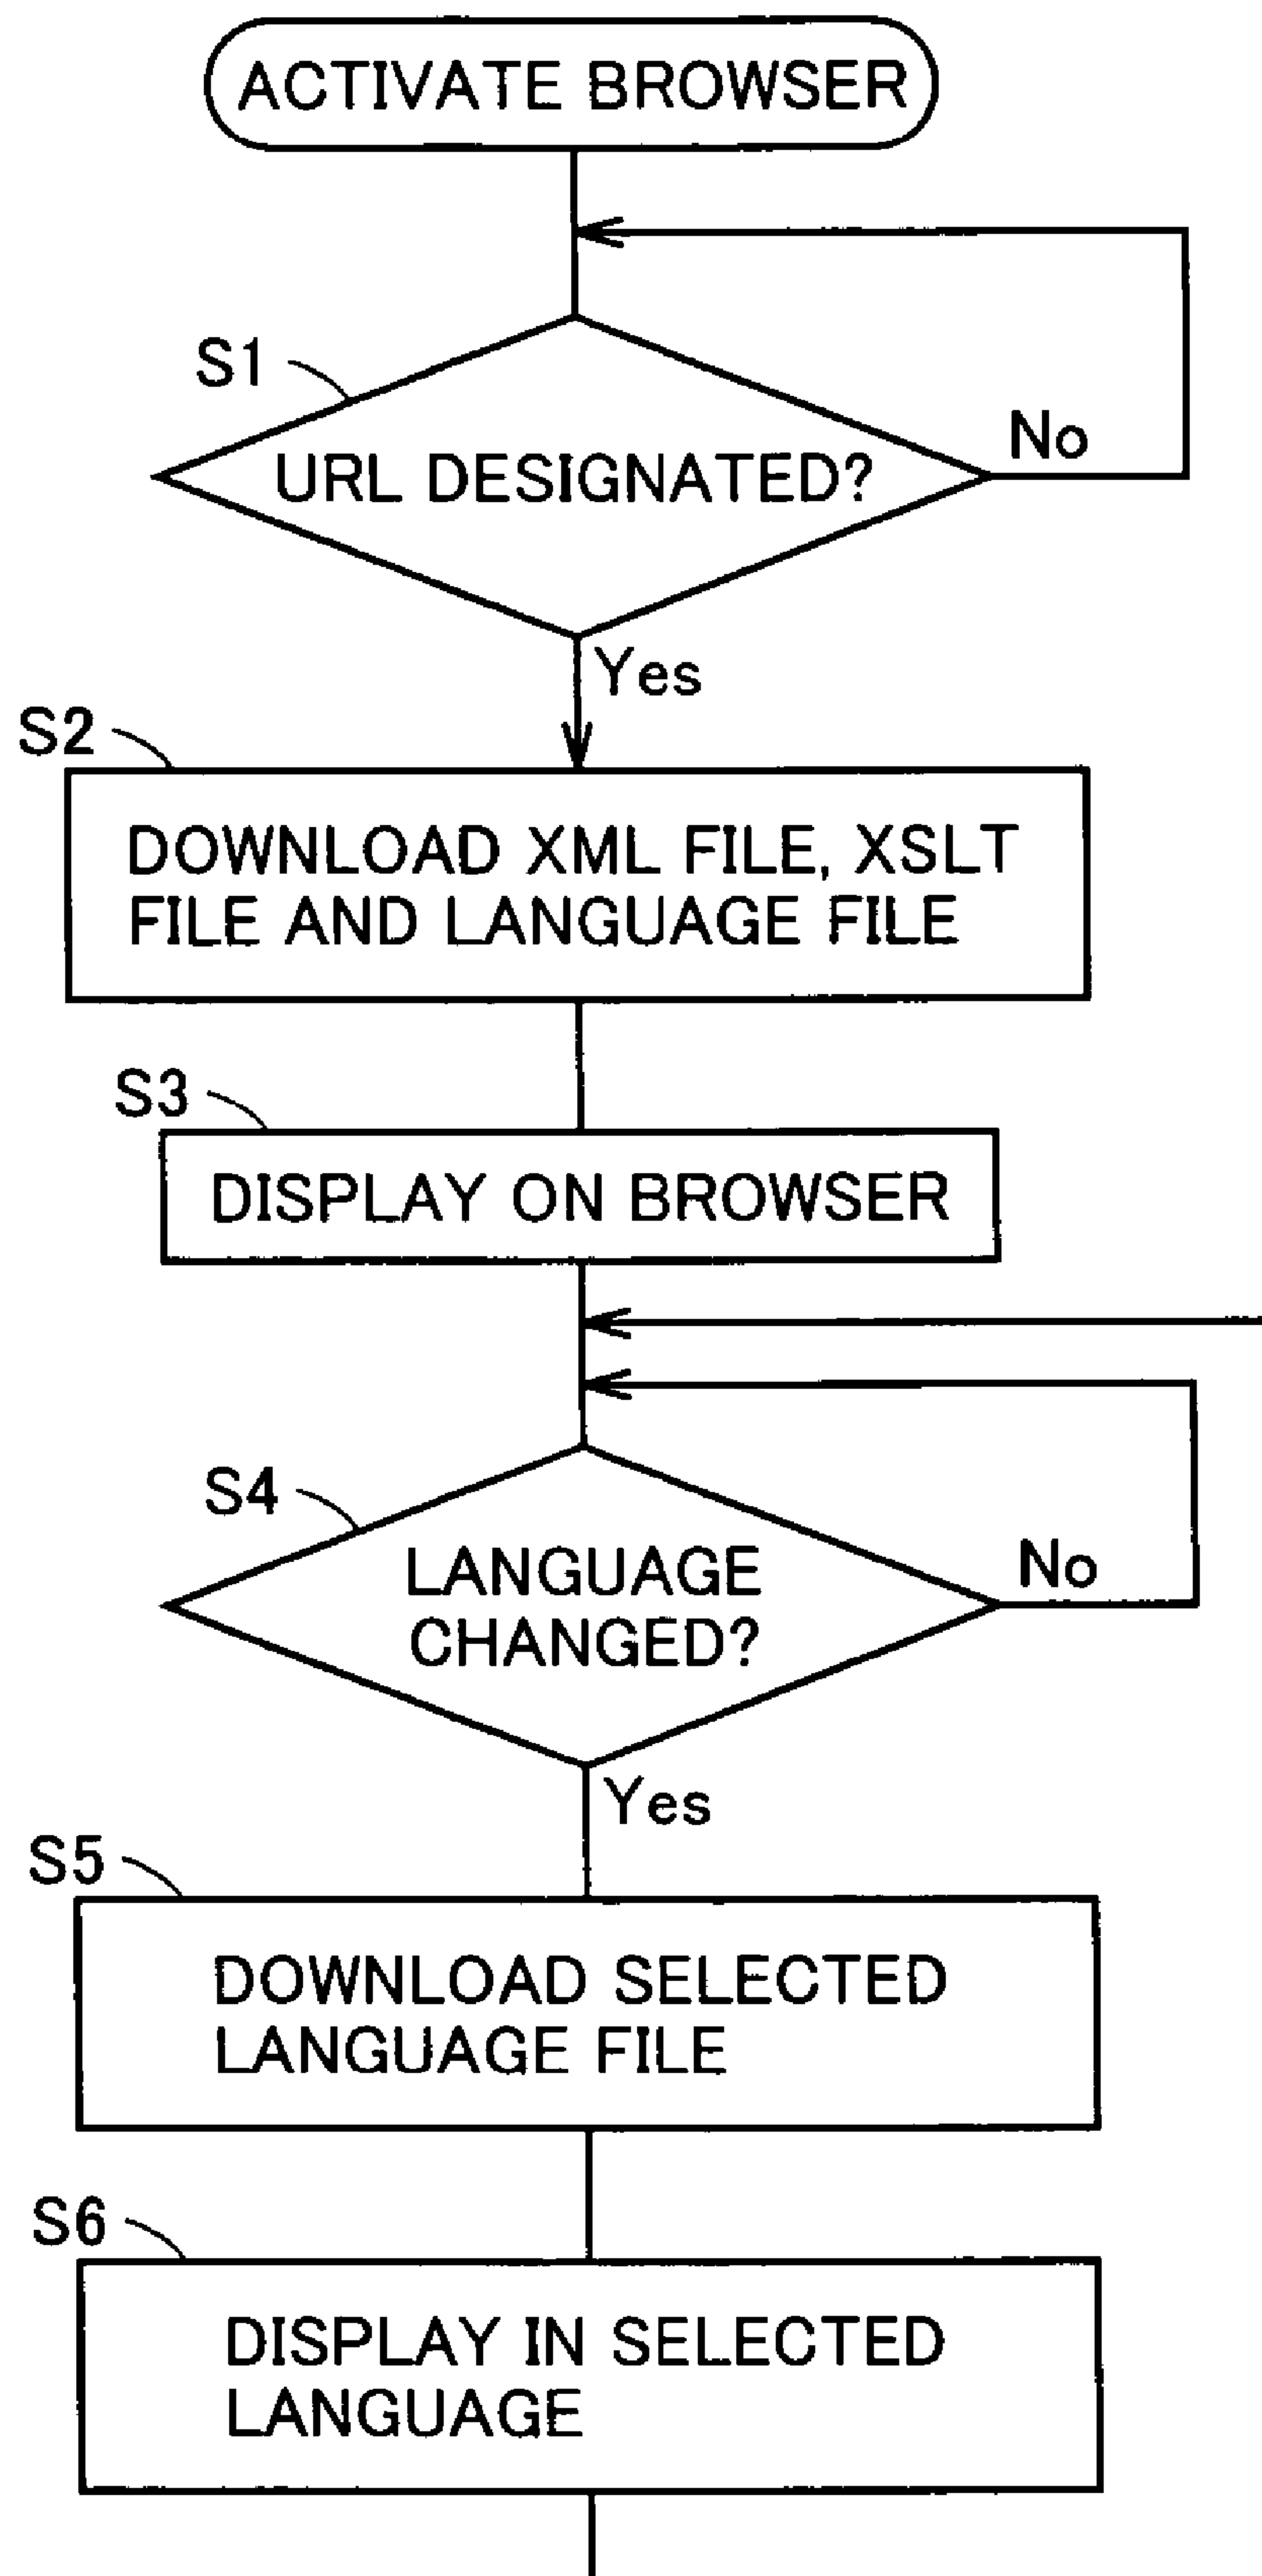 ACTIVATE BROWSER
S1
URL DESIGNATED?
No
Yes
S2
DOWNLOAD XML FILE, XSLT
FILE AND LANGUAGE FILE
S3
DISPLAY ON BROWSER
S4
LANGUAGE
CHANGED?
No
Yes
S5
DOWNLOAD SELECTED
LANGUAGE FILE
S6
DISPLAY IN SELECTED
LANGUAGE